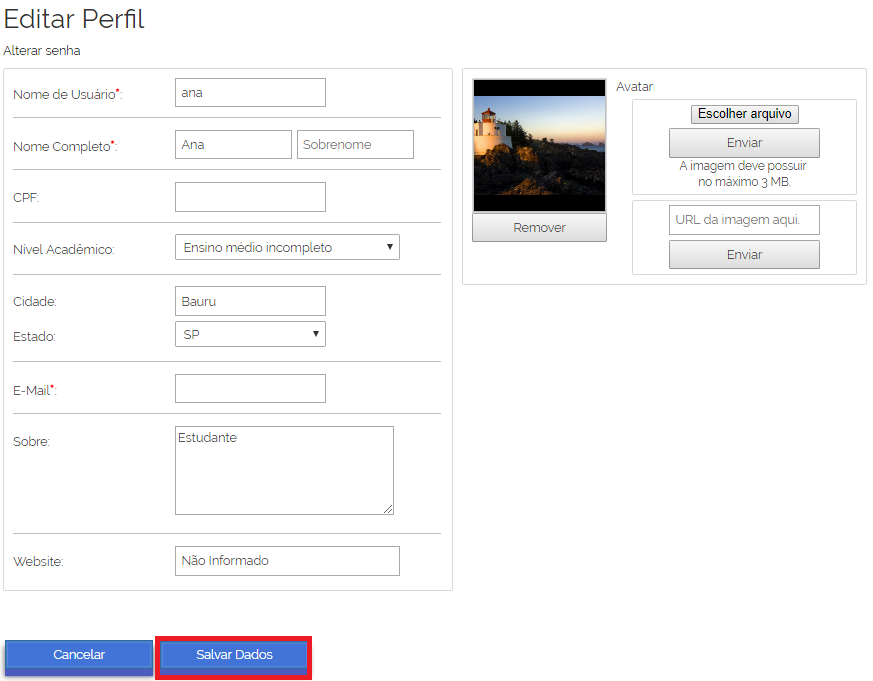 Editar Perfil
Alterar senha
Nome de Usuário*: ana
Nome Completo*: Ana Sobrenome
CPF:
Nível Acadêmico: Ensino médio incompleto
Cidade: Bauru
Estado: SP
E-Mail*:
Sobre: Estudante
Website: Não Informado
Avatar
Escolher arquivo
Enviar
A imagem deve possuir
no máximo 3 MB.
Remover
URL da imagem aqui.
Enviar
Cancelar Salvar Dados